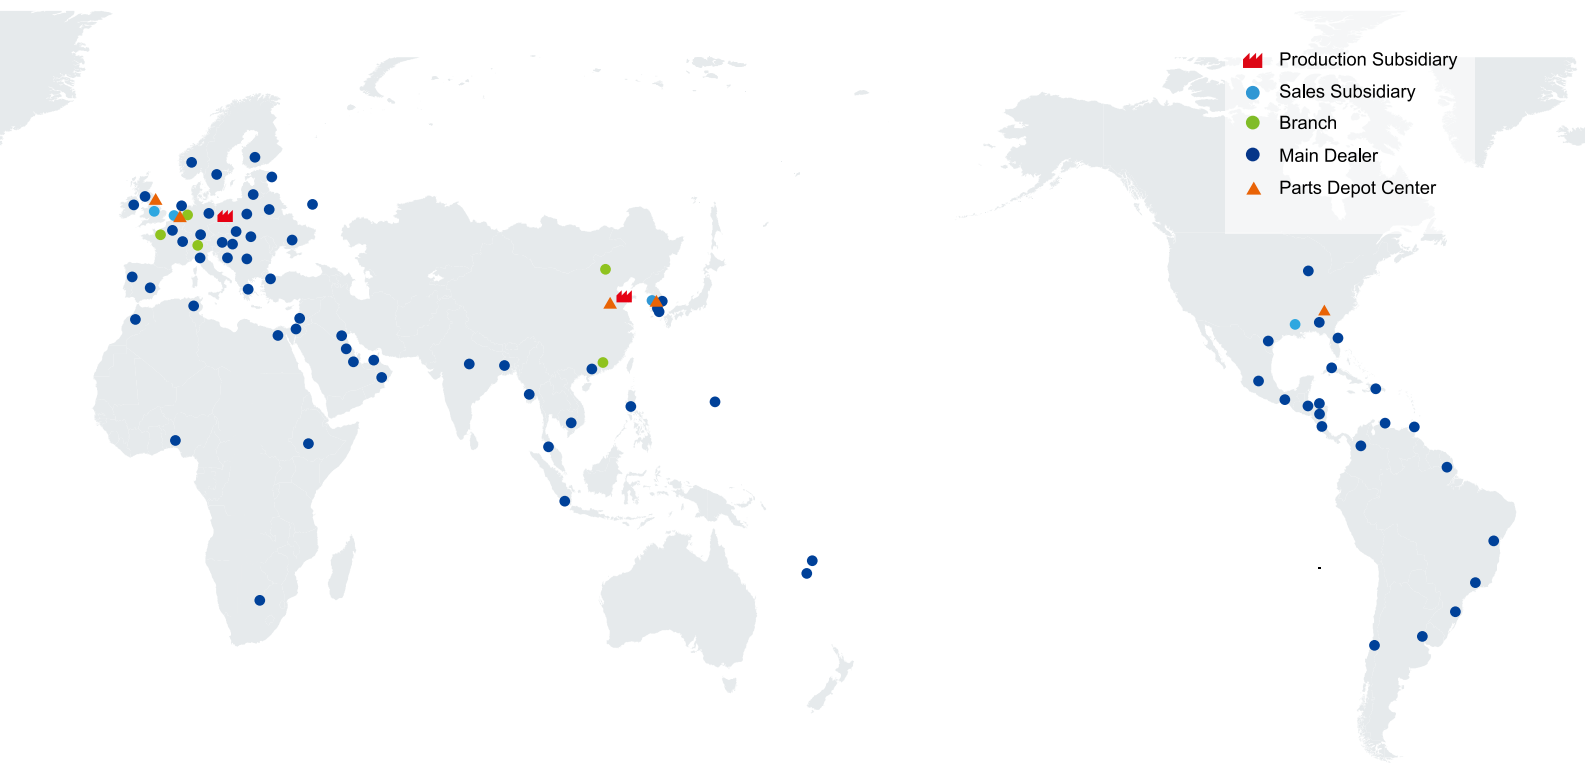 Production Subsidiary
Sales Subsidiary
Branch
Main Dealer
Parts Depot Center